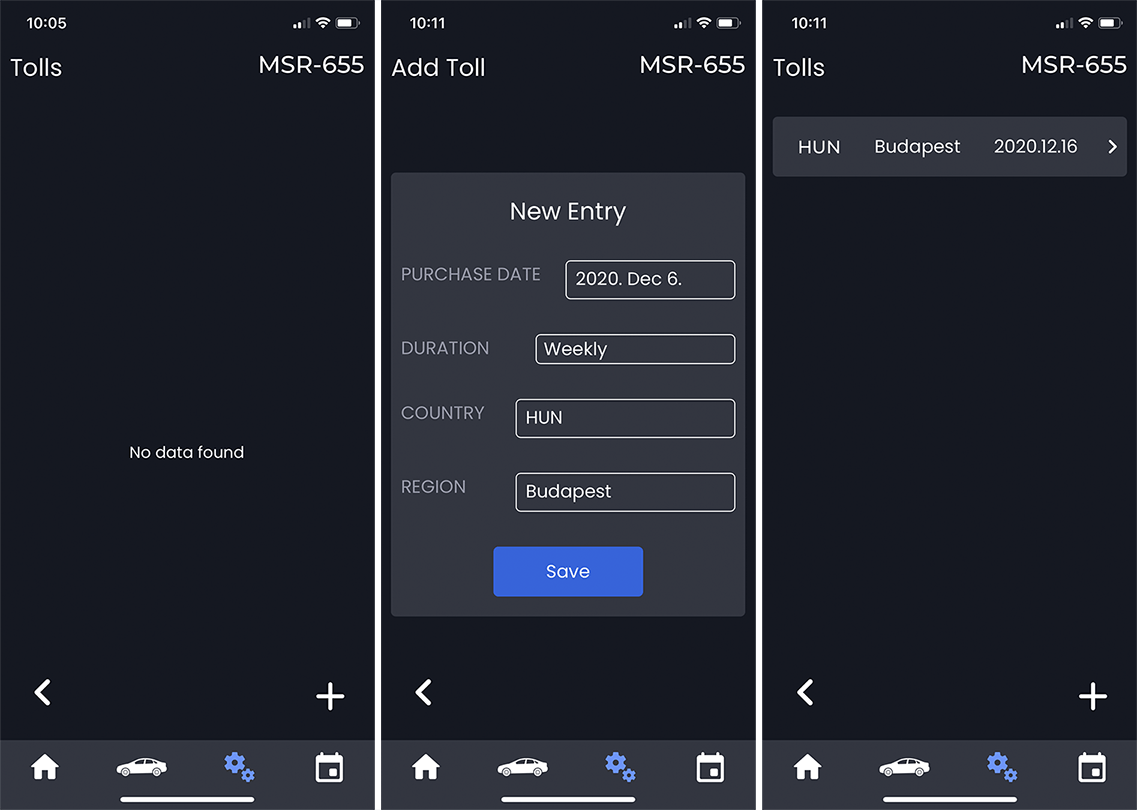 10:05
Tolls
MSR-655
No data found
10:11
Add Toll
MSR-655
New Entry
PURCHASE DATE
2020. Dec 6.
DURATION
Weekly
COUNTRY
HUN
REGION
Budapest
Save
10:11
Tolls
MSR-655
HUN Budapest 2020.12.16